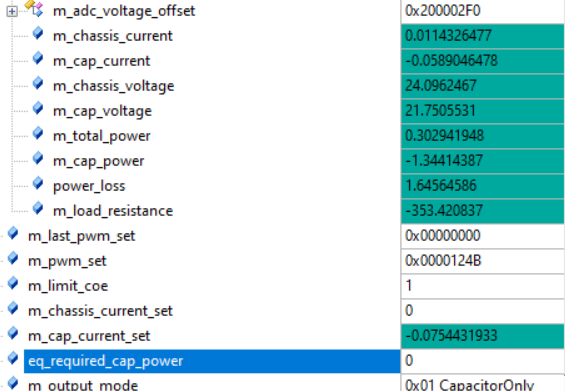 m_adc_voltage_offset 0x200002F0
m_chassis_current 0.0114326477
m_cap_current -0.0589046478
m_chassis_voltage 24.0962467
m_cap_voltage 21.7505531
m_total_power 0.302941948
m_cap_power -1.34414387
power_loss 1.64564586
m_load_resistance -353.420837
m_last_pwm_set 0x00000000
m_pwm_set 0x0000124B
m_limit_coe 1
m_chassis_current_set 0
m_cap_current_set -0.0754431933
eq_required_cap_power 0
m_output_mode 0x01 CapacitorOnly